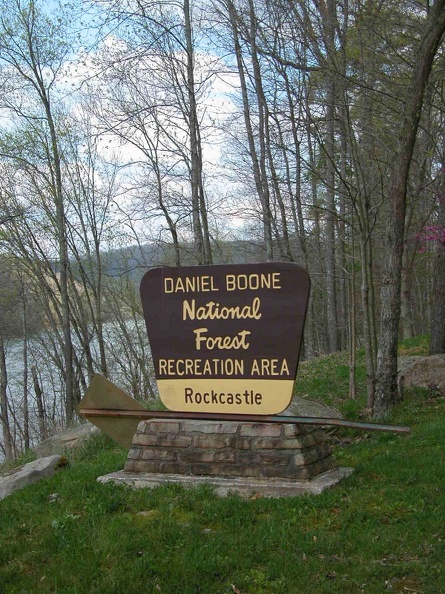 DANIEL BOONE
National
Forest
RECREATION AREA
Rockcastle